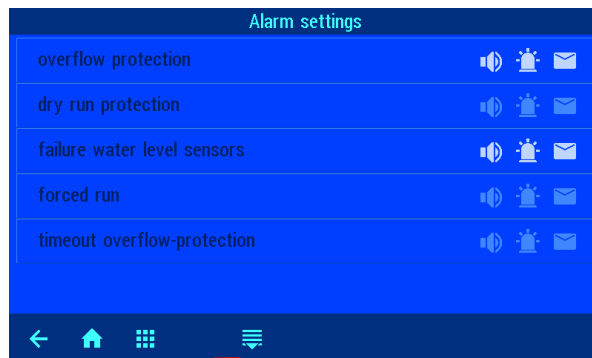 Alarm settings
overflow protection
dry run protection
failure water level sensors
forced run
timeout overflow-protection